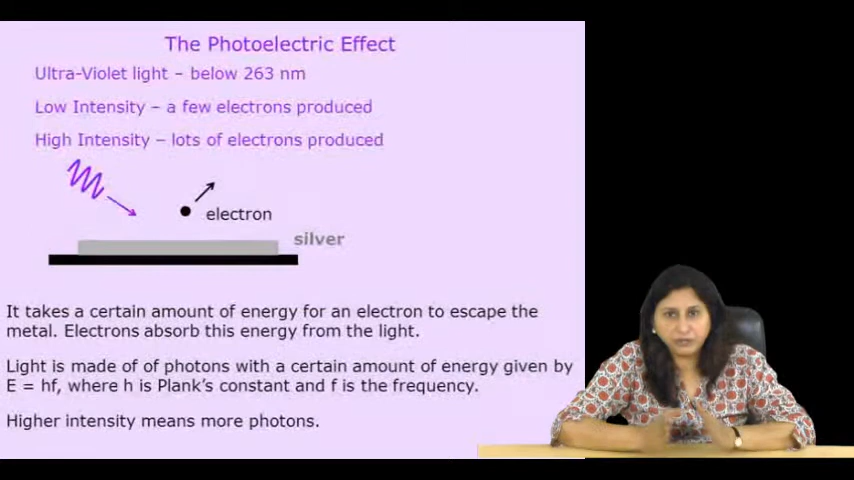 The Photoelectric Effect
Ultra-Violet light – below 263 nm
Low Intensity – a few electrons produced
High Intensity – lots of electrons produced
electron
silver
It takes a certain amount of energy for an electron to escape the
metal. Electrons absorb this energy from the light.
Light is made of of photons with a certain amount of energy given by
E = hf, where h is Plank's constant and f is the frequency.
Higher intensity means more photons.